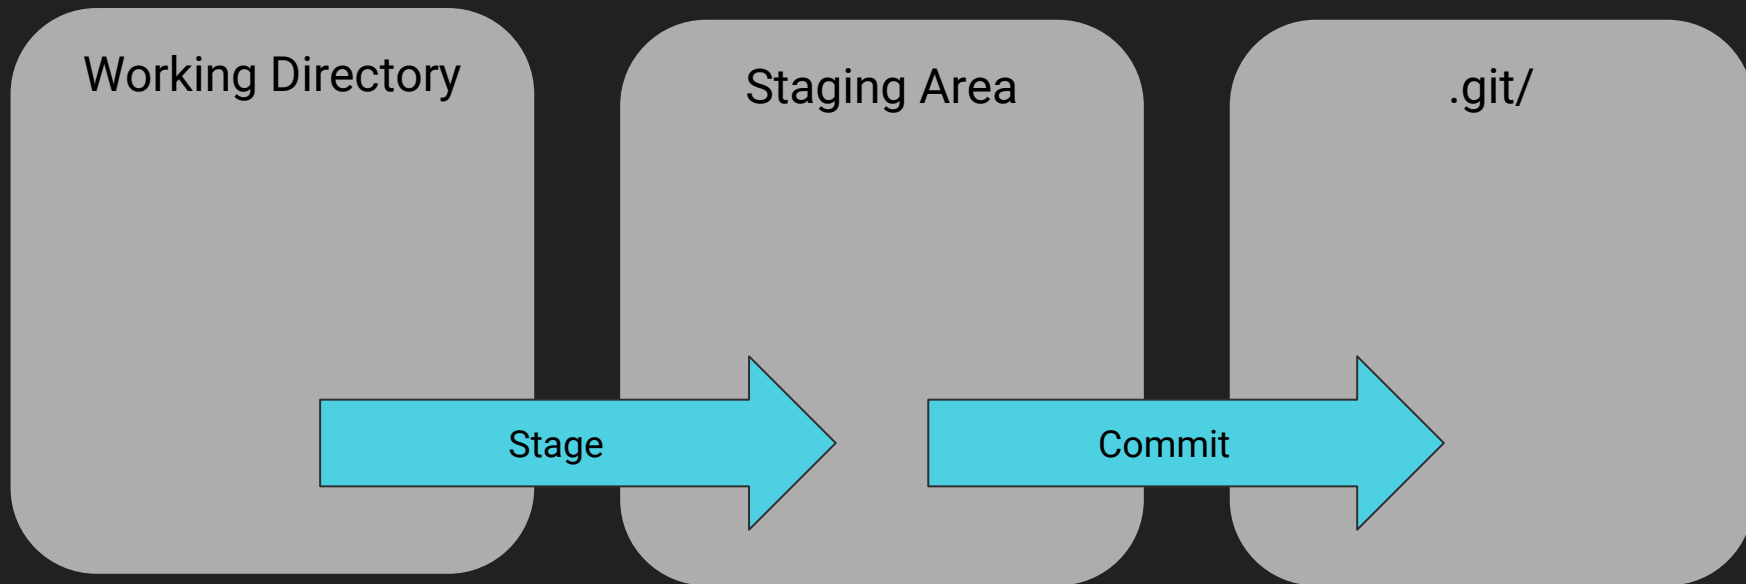 Working Directory
Staging Area
.git/
Stage
Commit